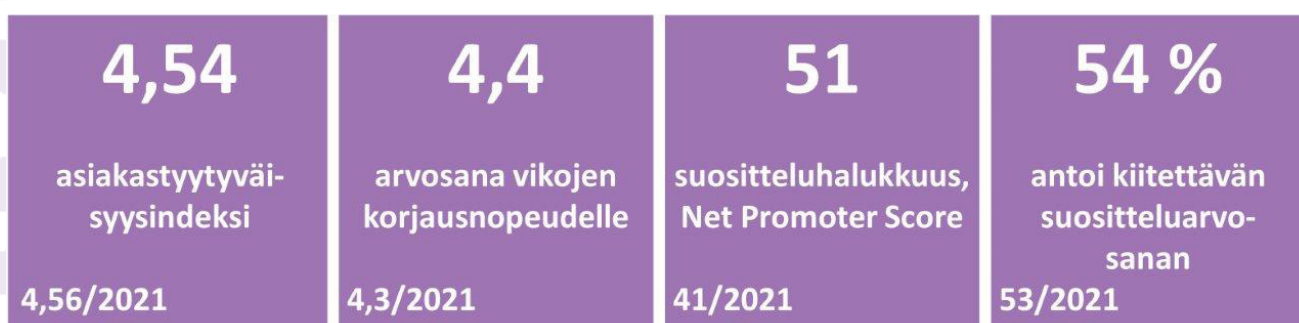 4,54
asiakastyytyväi-
syysindeksi
4,56/2021
4,4
arvosana vikojen
korjausnopeudelle
4,3/2021
51
suositteluhalukkuus,
Net Promoter Score
41/2021
54 %
antoi kiitettävän
suositteluarvo-
sanan
53/2021